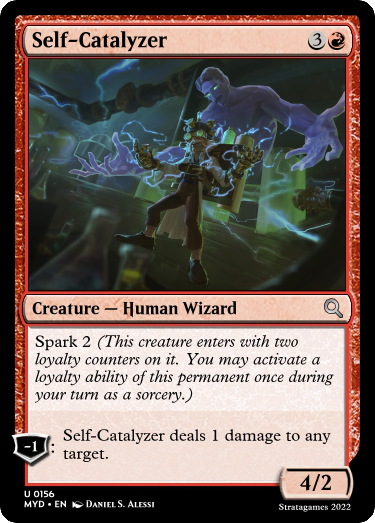 Self-Catalyzer 3
Creature — Human Wizard
Spark 2 (This creature enters with two
loyalty counters on it. You may activate a
loyalty ability of this permanent once during
your turn as a sorcery.)
-1: Self-Catalyzer deals 1 damage to any
target.
4/2
U 0156
MYD • EN DANIEL S. ALESSI
Stratagames 2022